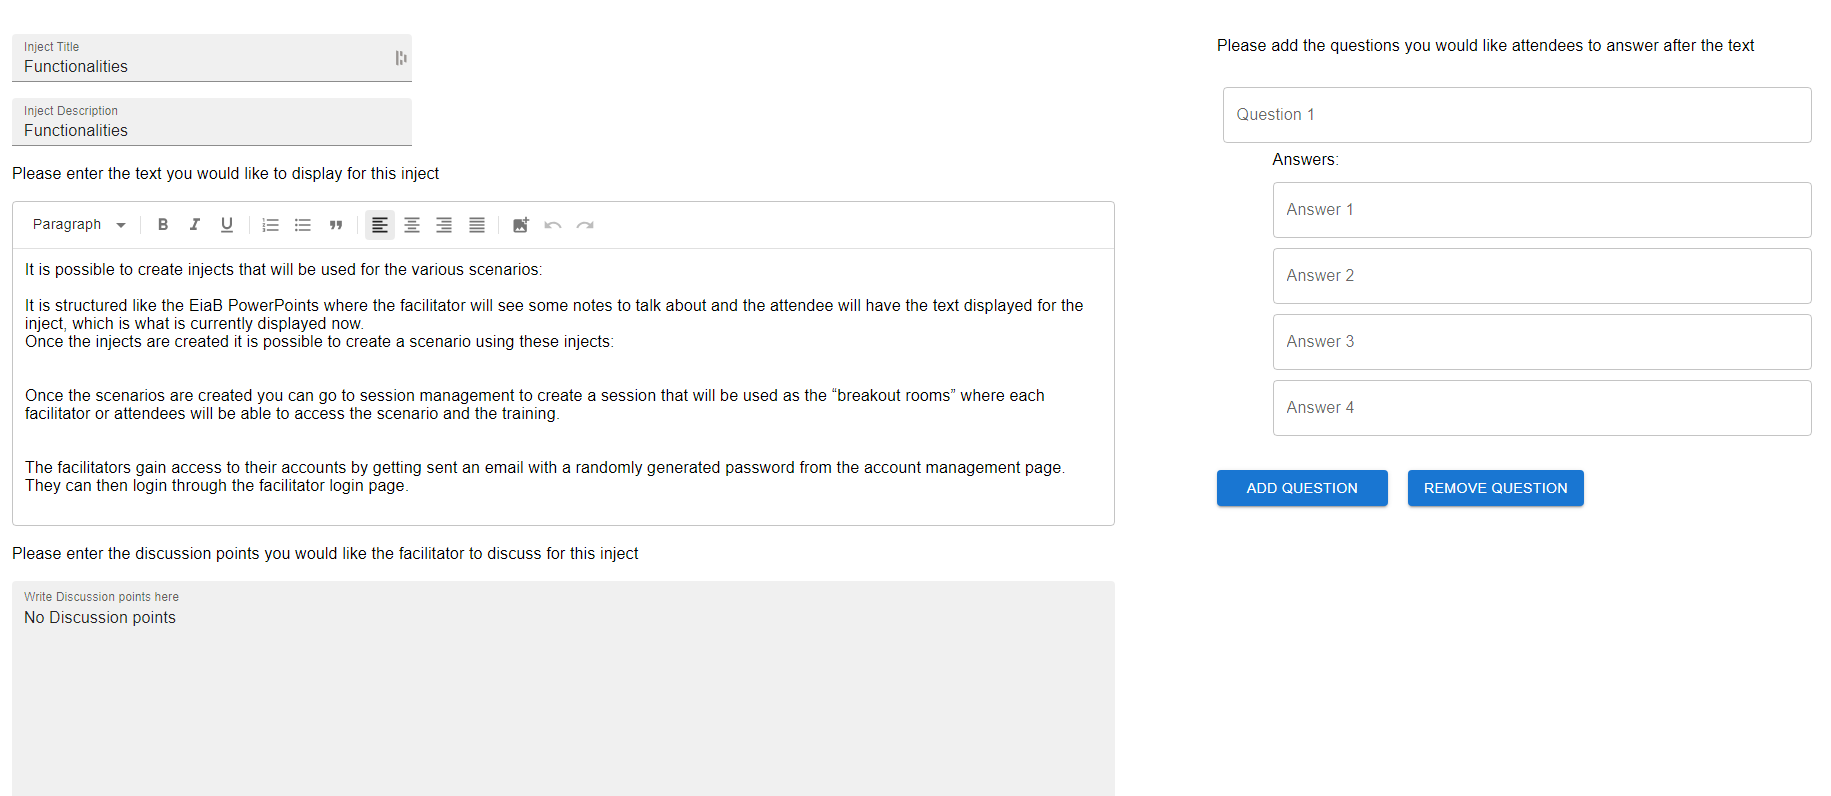 Inject Title
Functionalities
Inject Description
Functionalities
Please enter the text you would like to display for this inject
Paragraph
B I U
It is possible to create injects that will be used for the various scenarios:
It is structured like the EiaB PowerPoints where the facilitator will see some notes to talk about and the attendee will have the text displayed for the
inject, which is what is currently displayed now.
Once the injects are created it is possible to create a scenario using these injects:
Once the scenarios are created you can go to session management to create a session that will be used as the “breakout rooms” where each
facilitator or attendees will be able to access the scenario and the training.
The facilitators gain access to their accounts by getting sent an email with a randomly generated password from the account management page.
They can then login through the facilitator login page.
Please enter the discussion points you would like the facilitator to discuss for this inject
Write Discussion points here
No Discussion points
Please add the questions you would like attendees to answer after the text
Question 1
Answers:
Answer 1
Answer 2
Answer 3
Answer 4
ADD QUESTION
REMOVE QUESTION